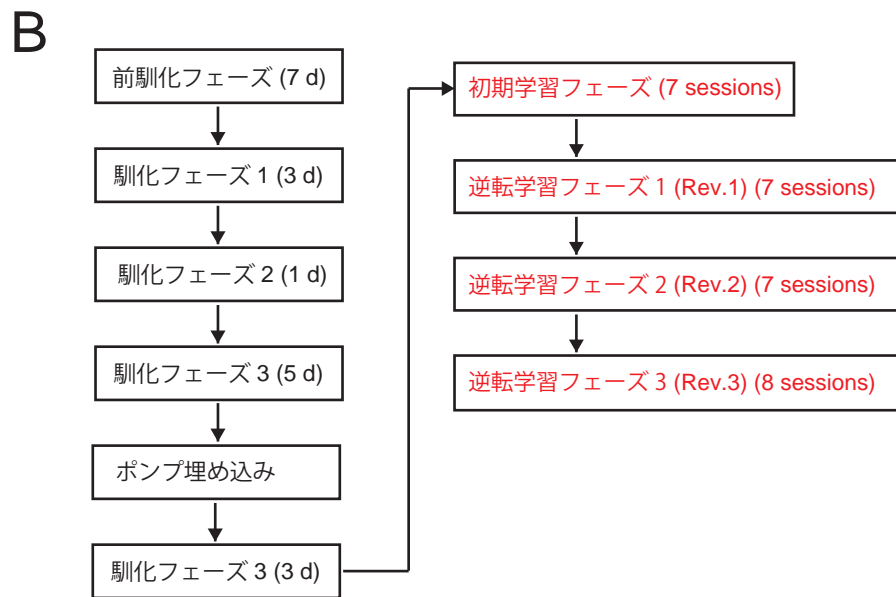 B
前馴化フェーズ (7 d)
馴化フェーズ 1 (3 d)
馴化フェーズ 2 (1 d)
馴化フェーズ 3 (5 d)
ポンプ埋め込み
馴化フェーズ 3 (3 d)
初期学習フェーズ (7 sessions)
逆転学習フェーズ 1 (Rev.1) (7 sessions)
逆転学習フェーズ 2 (Rev.2) (7 sessions)
逆転学習フェーズ 3 (Rev.3) (8 sessions)